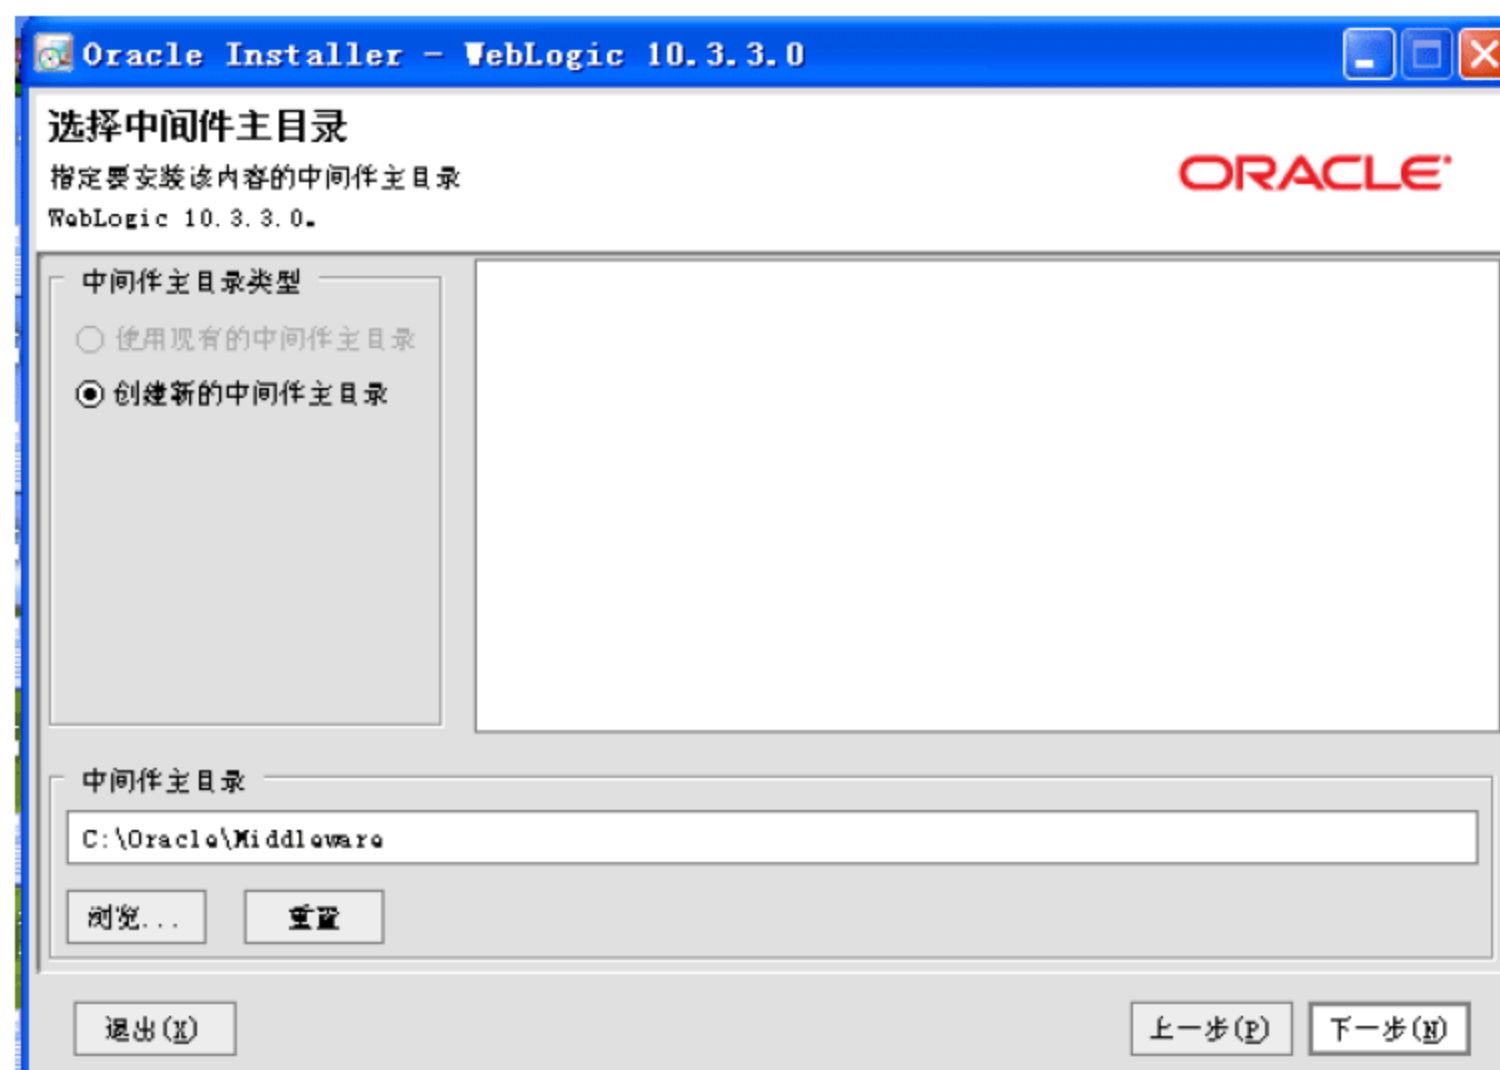 Oracle Installer - WebLogic 10.3.3.0
选择中间件主目录
指定要安装该内容的中间件主目录
WebLogic 10.3.3.0。
ORACLE
中间件主目录类型
使用现有的中间件主目录
创建新的中间件主目录
中间件主目录
C:\Oracle\Middleware
浏览...
重置
退出(X)
上一步(P)
下一步(N)